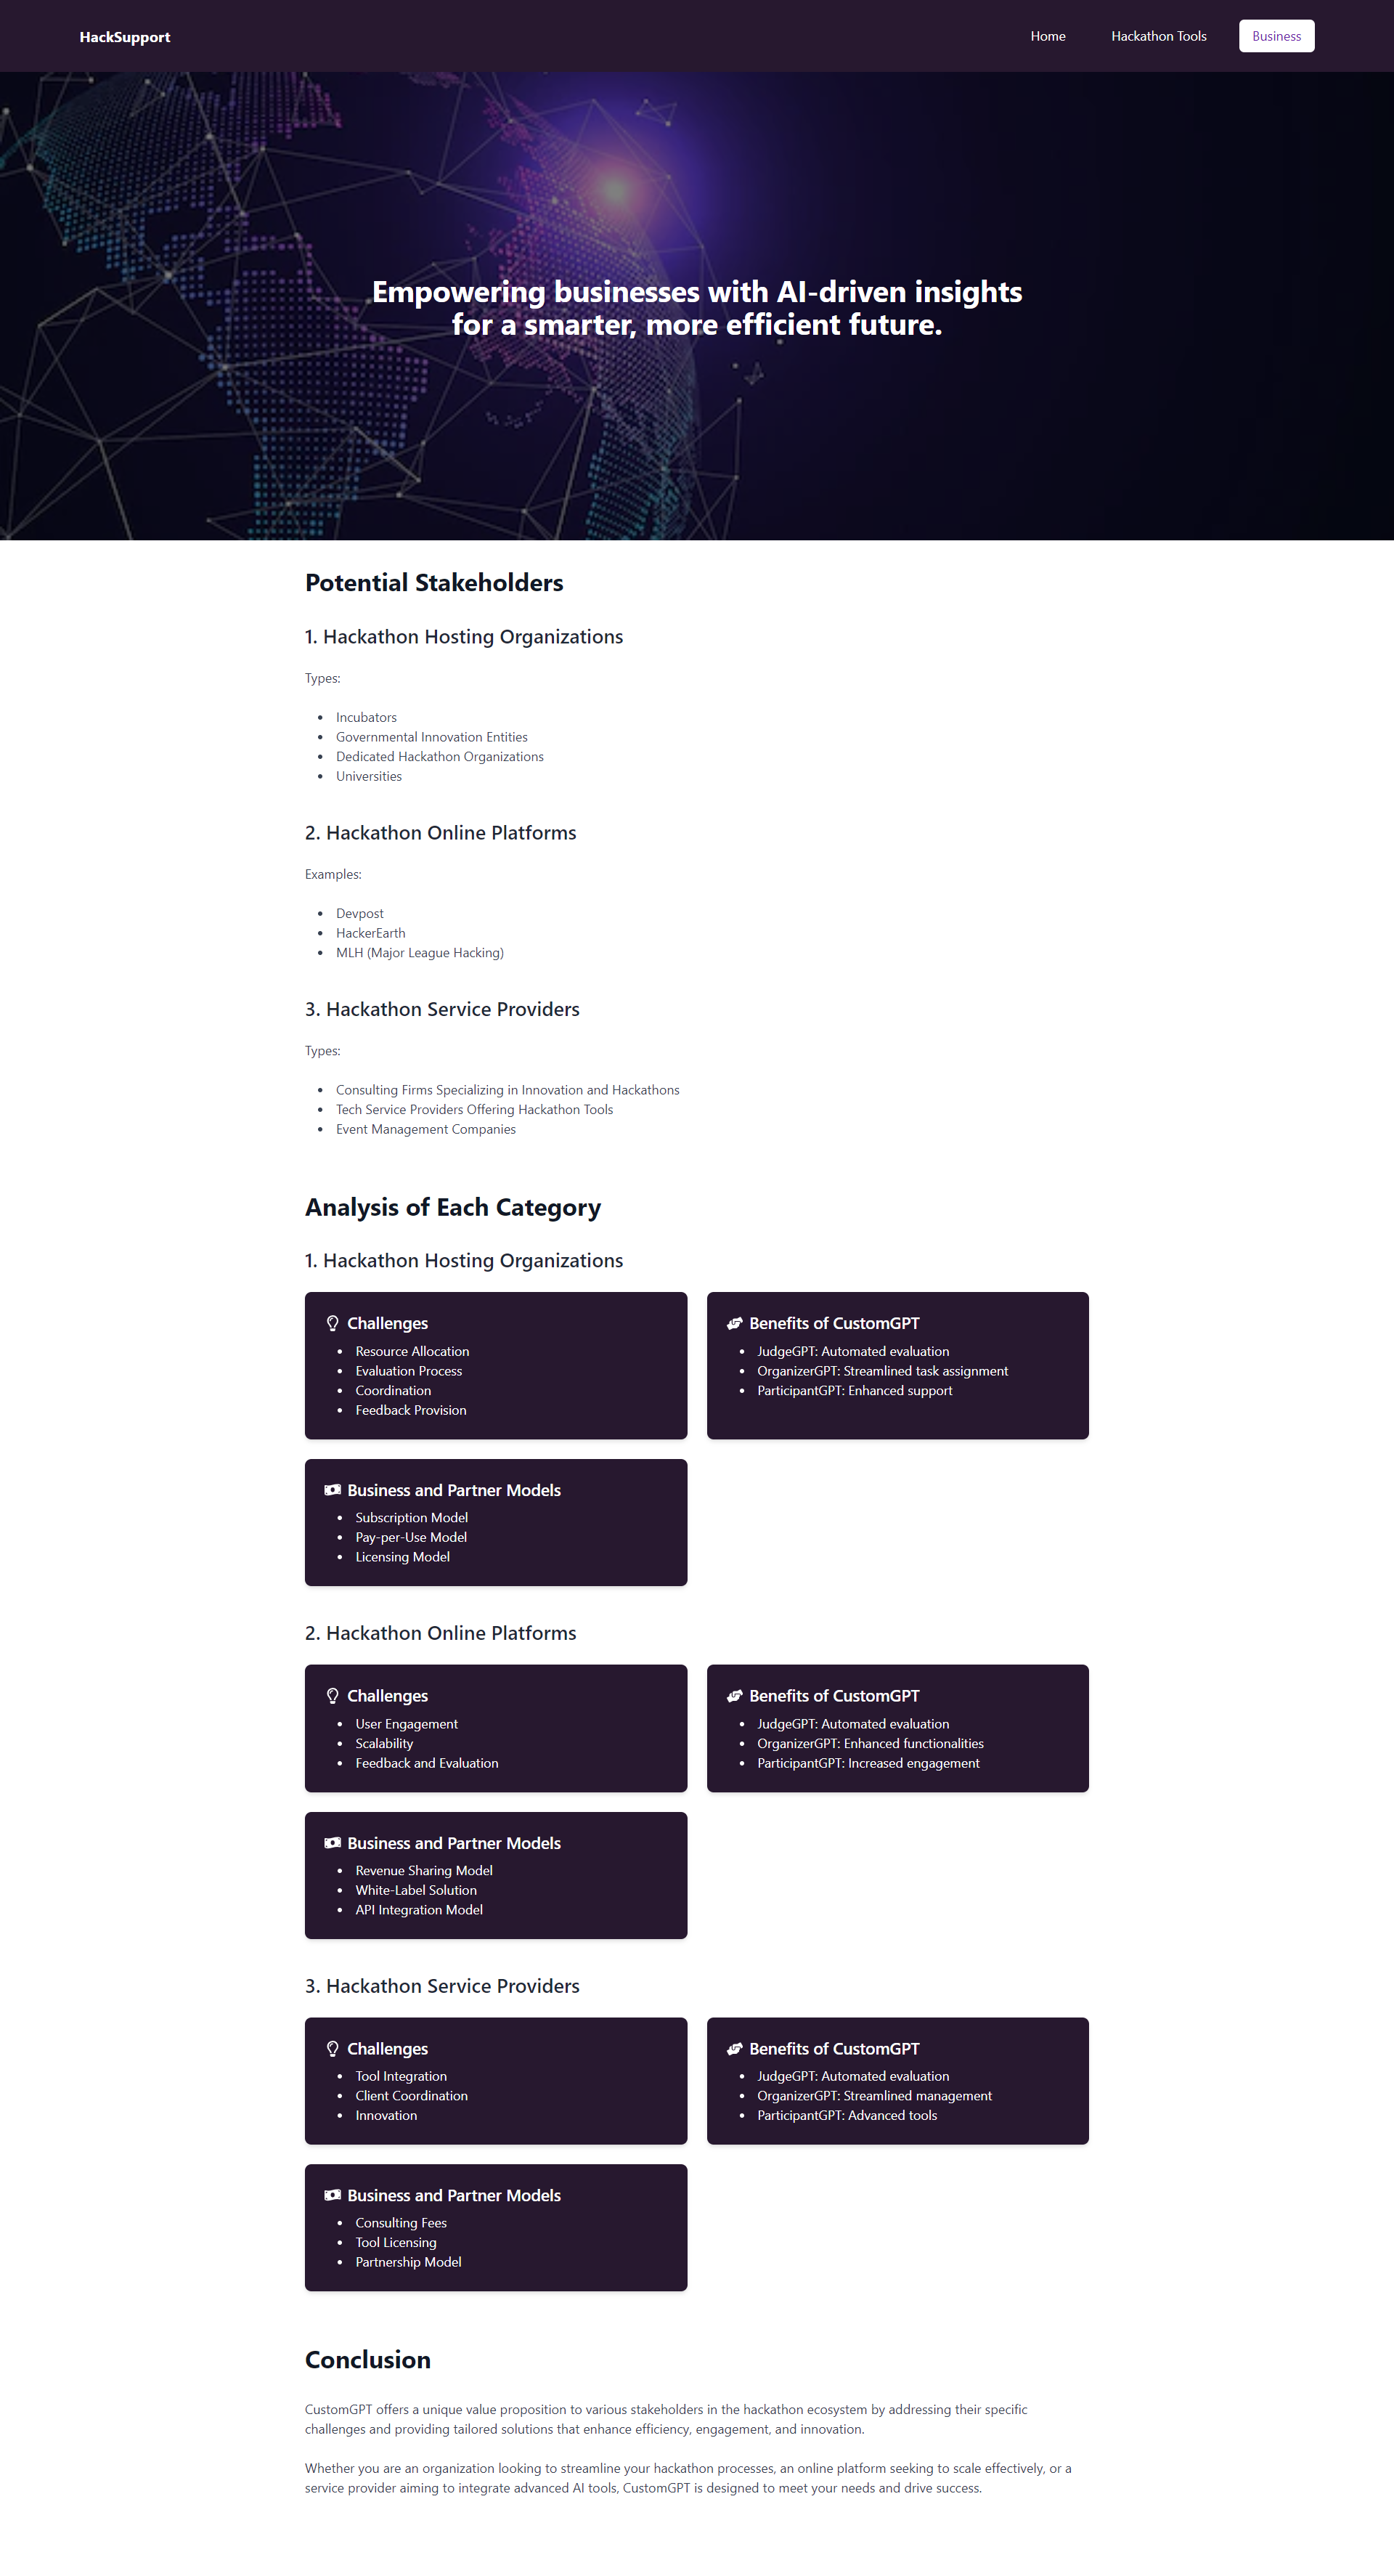 HackSupport
Home
Hackathon Tools
Business
Empowering businesses with AI-driven insights
for a smarter, more efficient future.
Potential Stakeholders
1. Hackathon Hosting Organizations
Types:
• Incubators
• Governmental Innovation Entities
• Dedicated Hackathon Organizations
• Universities
2. Hackathon Online Platforms
Examples:
• Devpost
• HackerEarth
• MLH (Major League Hacking)
3. Hackathon Service Providers
Types:
• Consulting Firms Specializing in Innovation and Hackathons
• Tech Service Providers Offering Hackathon Tools
• Event Management Companies
Analysis of Each Category
1. Hackathon Hosting Organizations
Challenges
• Resource Allocation
• Evaluation Process
• Coordination
• Feedback Provision
Benefits of CustomGPT
• JudgeGPT: Automated evaluation
• OrganizerGPT: Streamlined task assignment
• ParticipantGPT: Enhanced support
Business and Partner Models
• Subscription Model
• Pay-per-Use Model
• Licensing Model
2. Hackathon Online Platforms
Challenges
• User Engagement
• Scalability
• Feedback and Evaluation
Benefits of CustomGPT
• JudgeGPT: Automated evaluation
• OrganizerGPT: Enhanced functionalities
• ParticipantGPT: Increased engagement
Business and Partner Models
• Revenue Sharing Model
• White-Label Solution
• API Integration Model
3. Hackathon Service Providers
Challenges
• Tool Integration
• Client Coordination
• Innovation
Benefits of CustomGPT
• JudgeGPT: Automated evaluation
• OrganizerGPT: Streamlined management
• ParticipantGPT: Advanced tools
Business and Partner Models
• Consulting Fees
• Tool Licensing
• Partnership Model
Conclusion
CustomGPT offers a unique value proposition to various stakeholders in the hackathon ecosystem by addressing their specific
challenges and providing tailored solutions that enhance efficiency, engagement, and innovation.
Whether you are an organization looking to streamline your hackathon processes, an online platform seeking to scale effectively, or a
service provider aiming to integrate advanced AI tools, CustomGPT is designed to meet your needs and drive success.